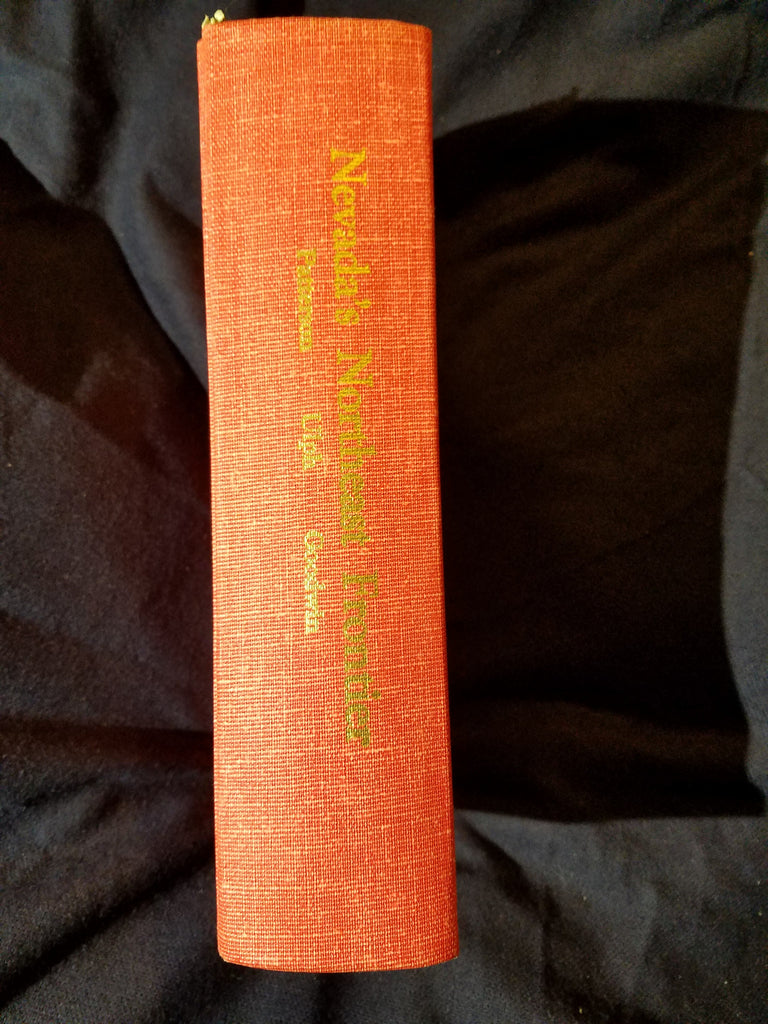 Nevada's Northeast Frontier
Patterson Ulph Goodwin